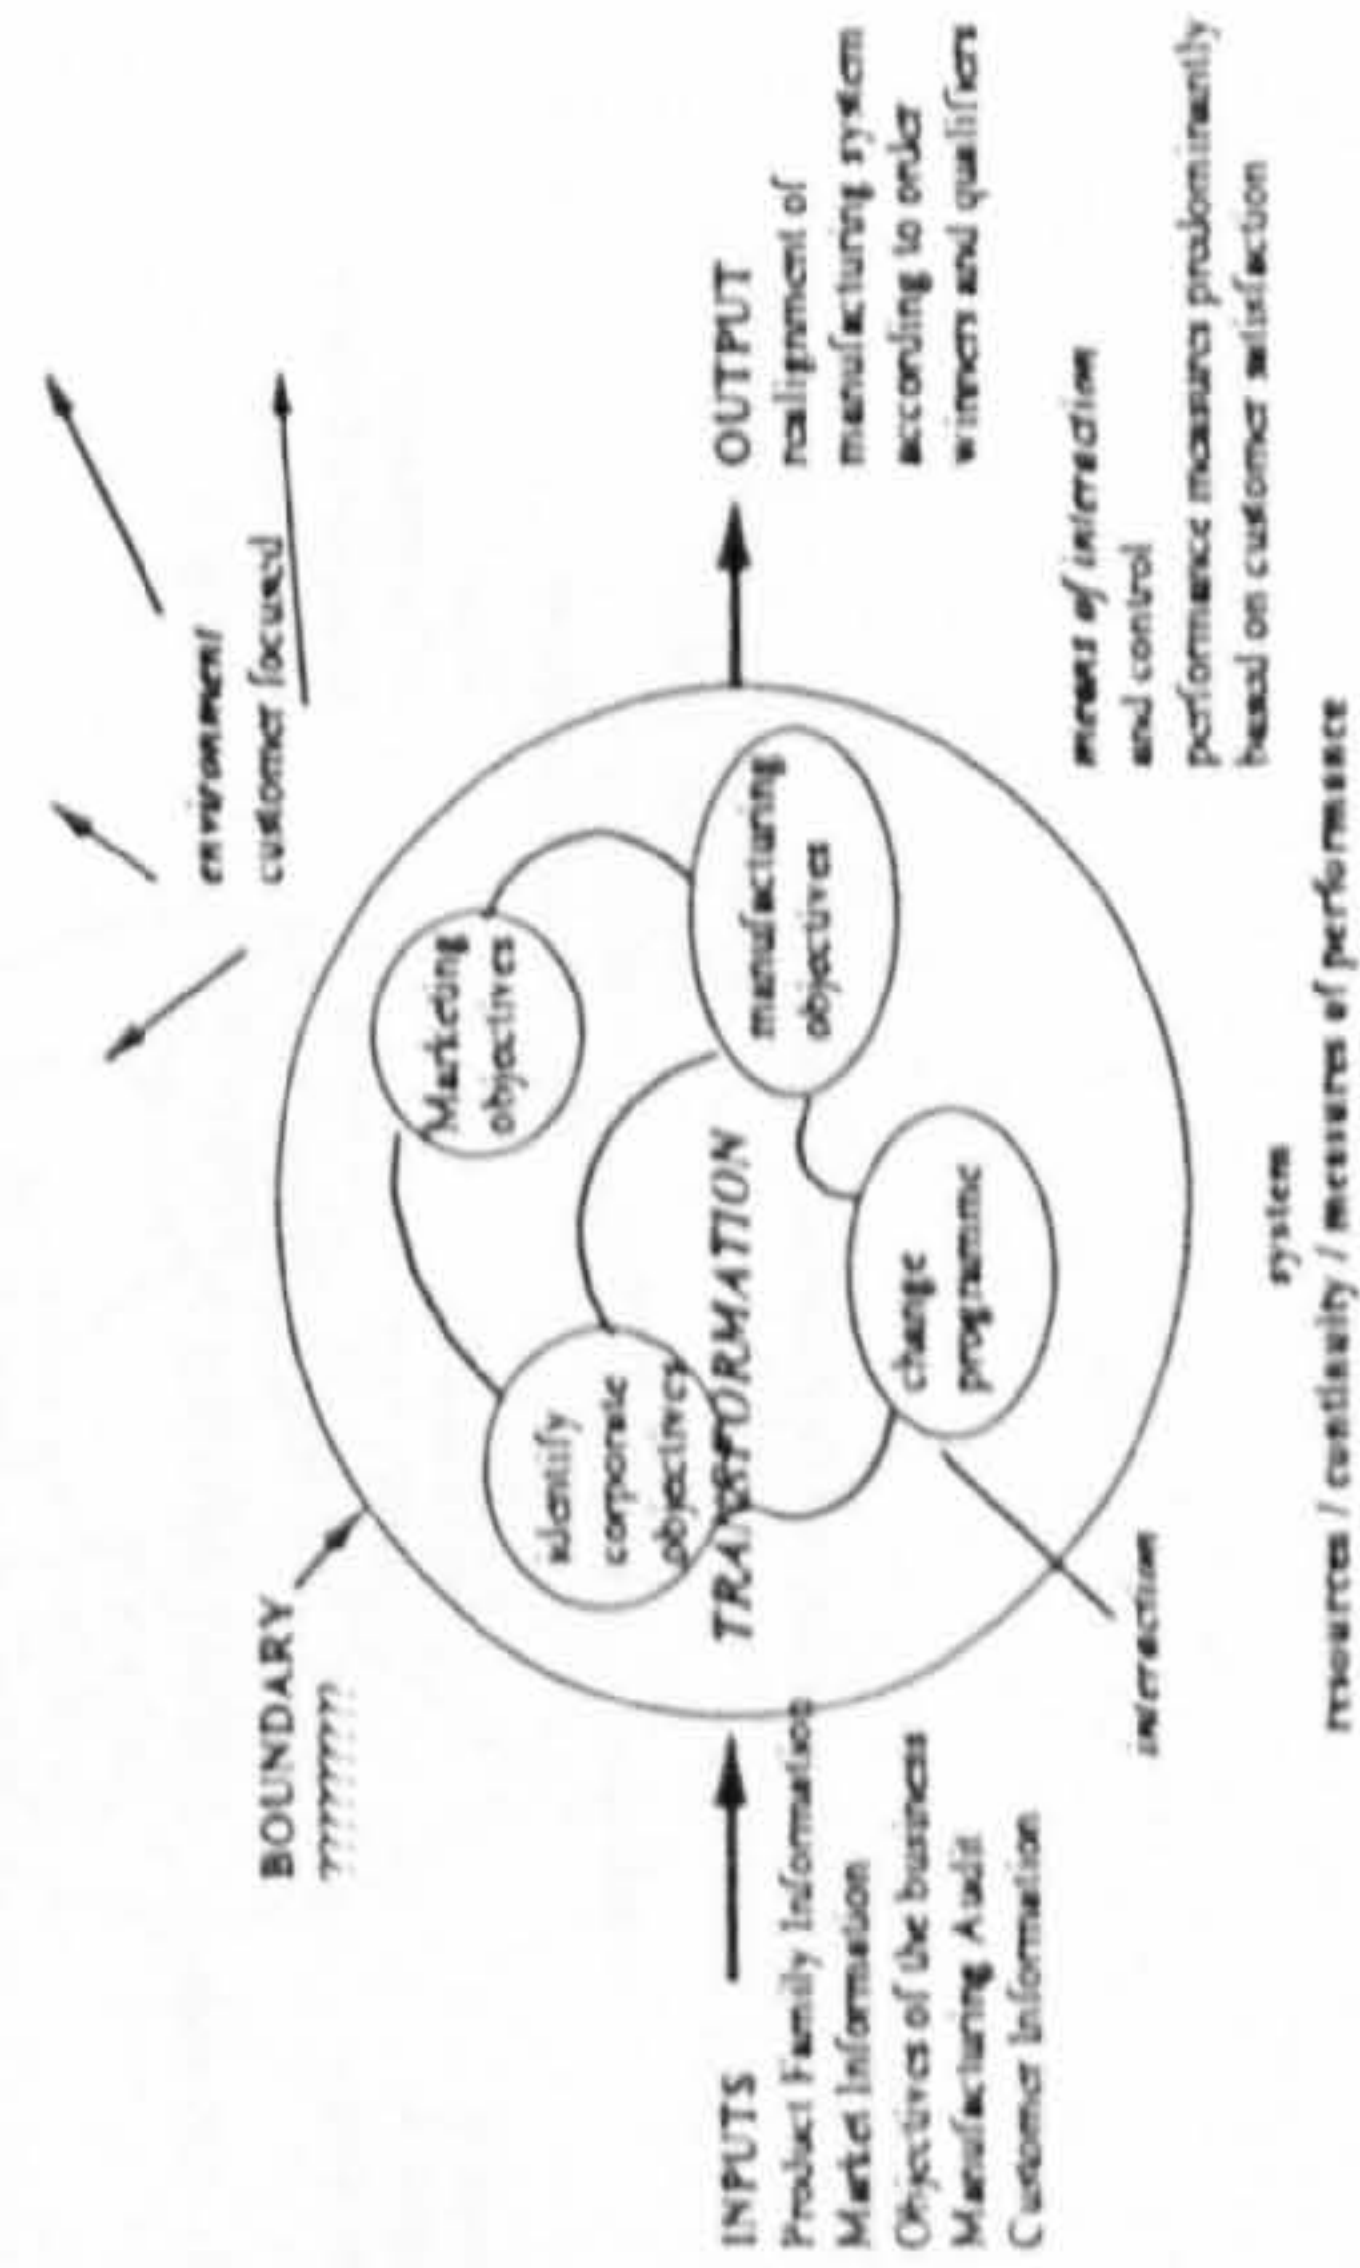 environment
customer focused
BOUNDARY
?????????
Marketing
objectives
identify
corporate
objectives
TRANSFORMATION
manufacturing
objectives
change
programme
INPUTS
Product Family Information
Market Information
Objectives of the business
Manufacturing Audit
Customer Information
OUTPUT
realignment of
manufacturing system
according to order
winners and qualifiers
interaction
means of interaction
and control
performance measures predominantly
based on customer satisfaction
system
resources / continuity / measures of performance